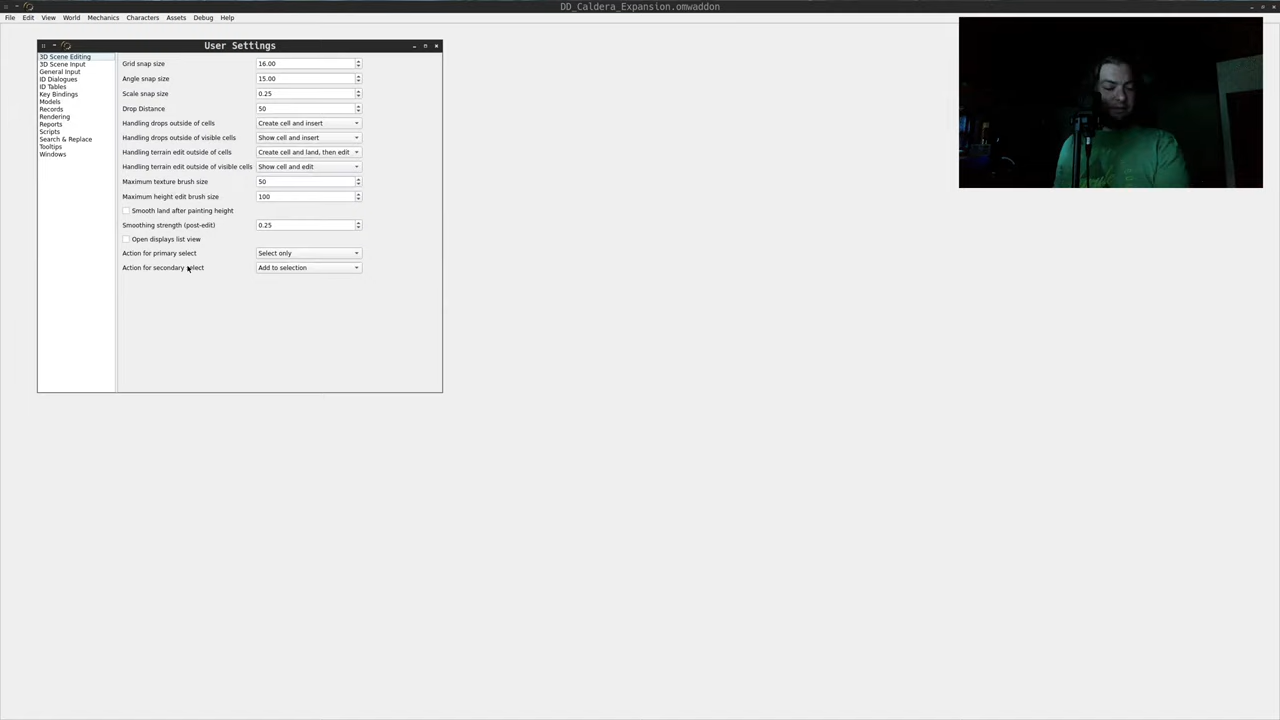 DD_Caldera_Expansion.omwaddon
File Edit View World Mechanics Characters Assets Debug Help
User Settings
3D Scene Editing
3D Scene Input
General Input
ID Dialogues
ID Tables
Key Bindings
Models
Records
Rendering
Reports
Scripts
Search & Replace
Tooltips
Windows
Grid snap size 16.00
Angle snap size 15.00
Scale snap size 0.25
Drop Distance 50
Handling drops outside of cells Create cell and insert
Handling drops outside of visible cells Show cell and insert
Handling terrain edit outside of cells Create cell and land, then edit
Handling terrain edit outside of visible cells Show cell and edit
Maximum texture brush size 50
Maximum height edit brush size 100
Smooth land after painting height
Smoothing strength (post-edit) 0.25
Open displays list view
Action for primary select Select only
Action for secondary select Add to selection